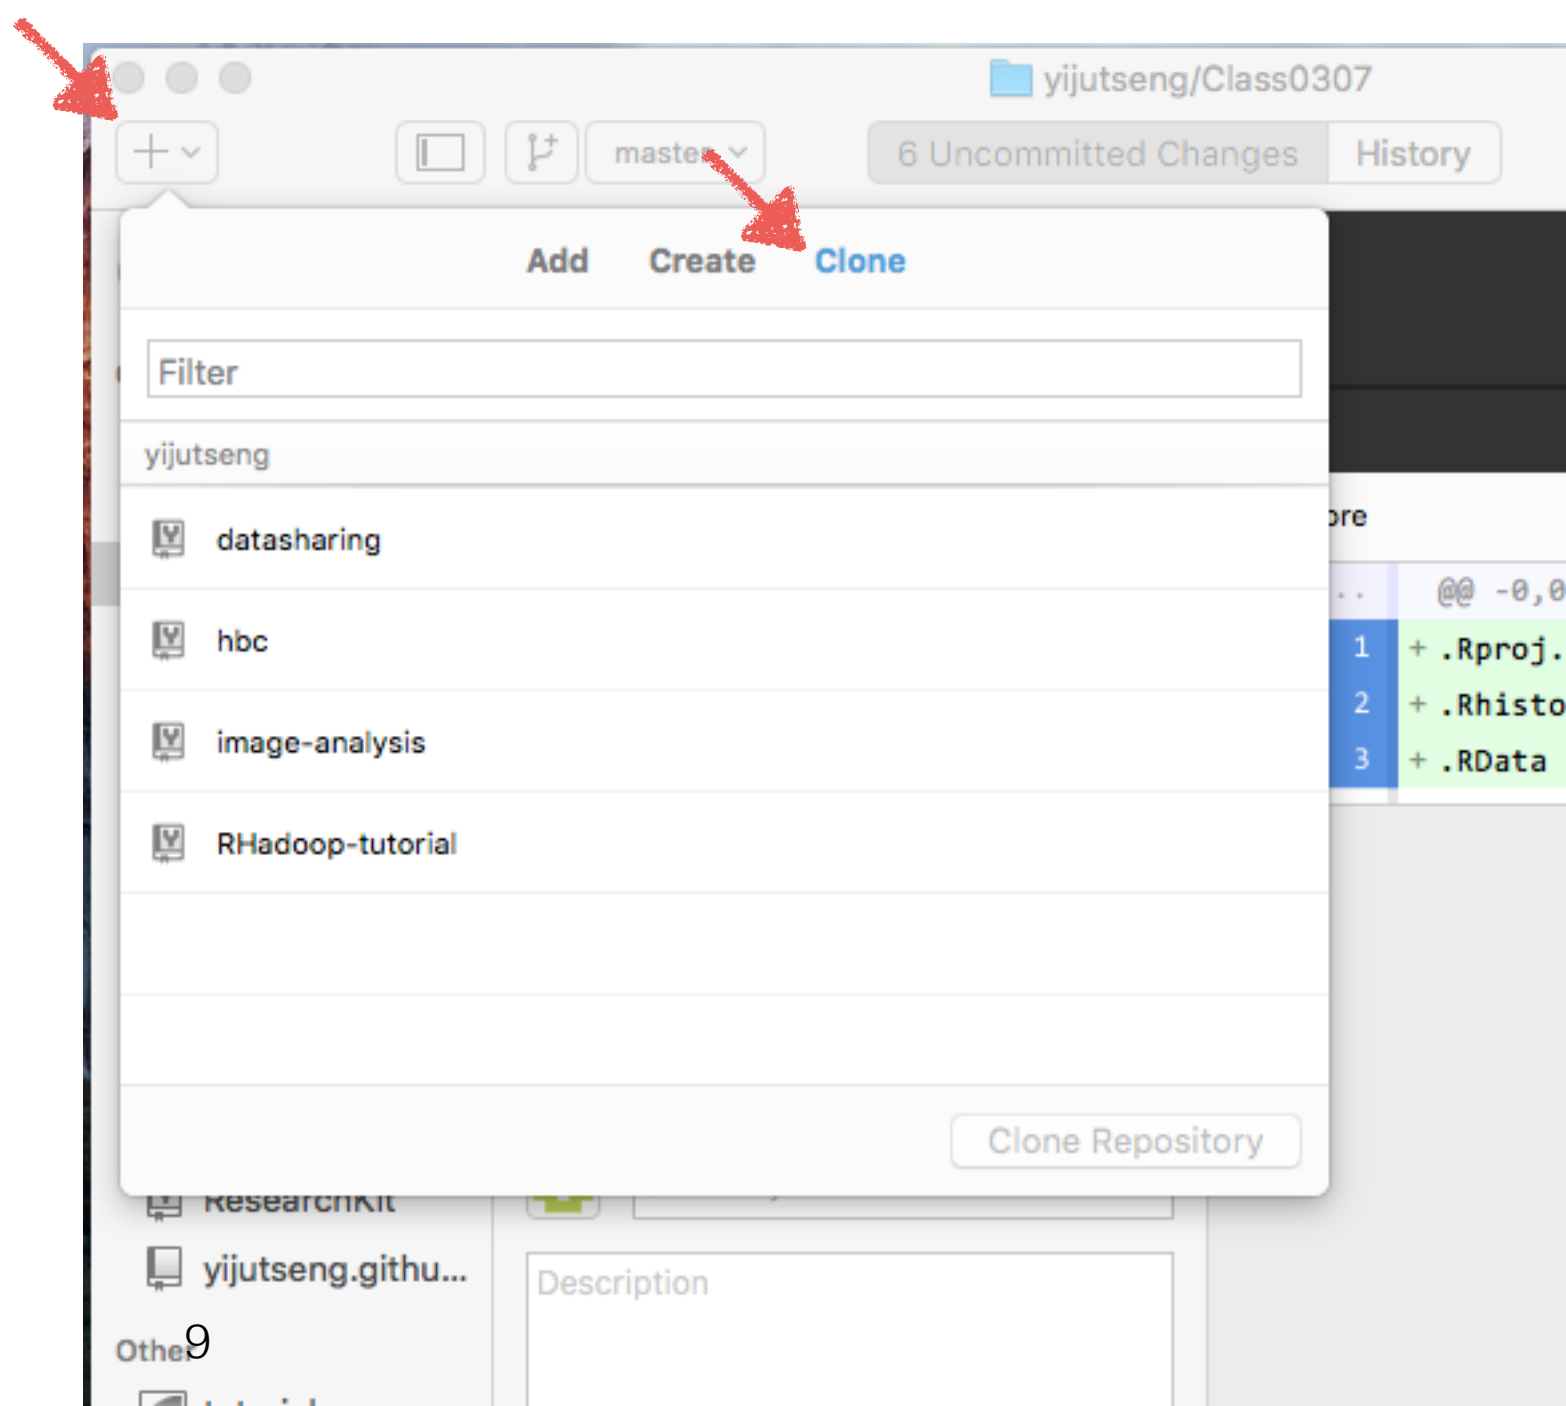 yijutseng/Class0307
master
6 Uncommitted Changes
History
Add
Create
Clone
Filter
yijutseng
datasharing
hbc
image-analysis
RHadoop-tutorial
Clone Repository
ore
..
@@ -0,0
1 + .Rproj.
2 + .Rhisto
3 + .RData
ResearchKit
yijutseng.githu...
Description
Other
9